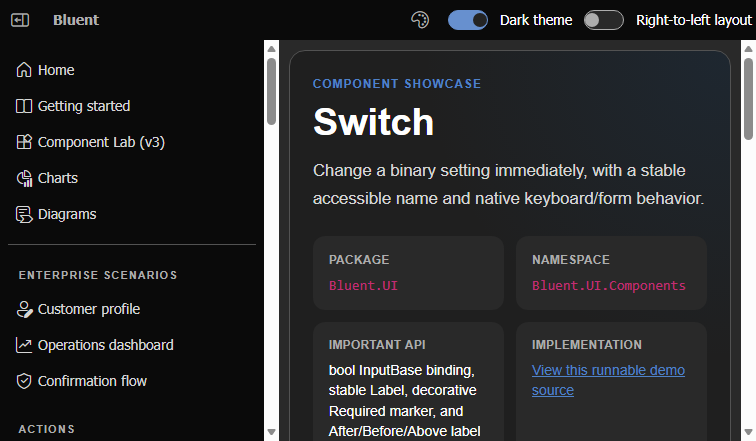 Bluent
Dark theme
Right-to-left layout
Home
Getting started
Component Lab (v3)
Charts
Diagrams
ENTERPRISE SCENARIOS
Customer profile
Operations dashboard
Confirmation flow
ACTIONS
COMPONENT SHOWCASE
Switch
Change a binary setting immediately, with a stable
accessible name and native keyboard/form behavior.
PACKAGE
Bluent.UI
NAMESPACE
Bluent.UI.Components
IMPORTANT API
bool InputBase binding,
stable Label, decorative
Required marker, and
After/Before/Above label
IMPLEMENTATION
View this runnable demo
source